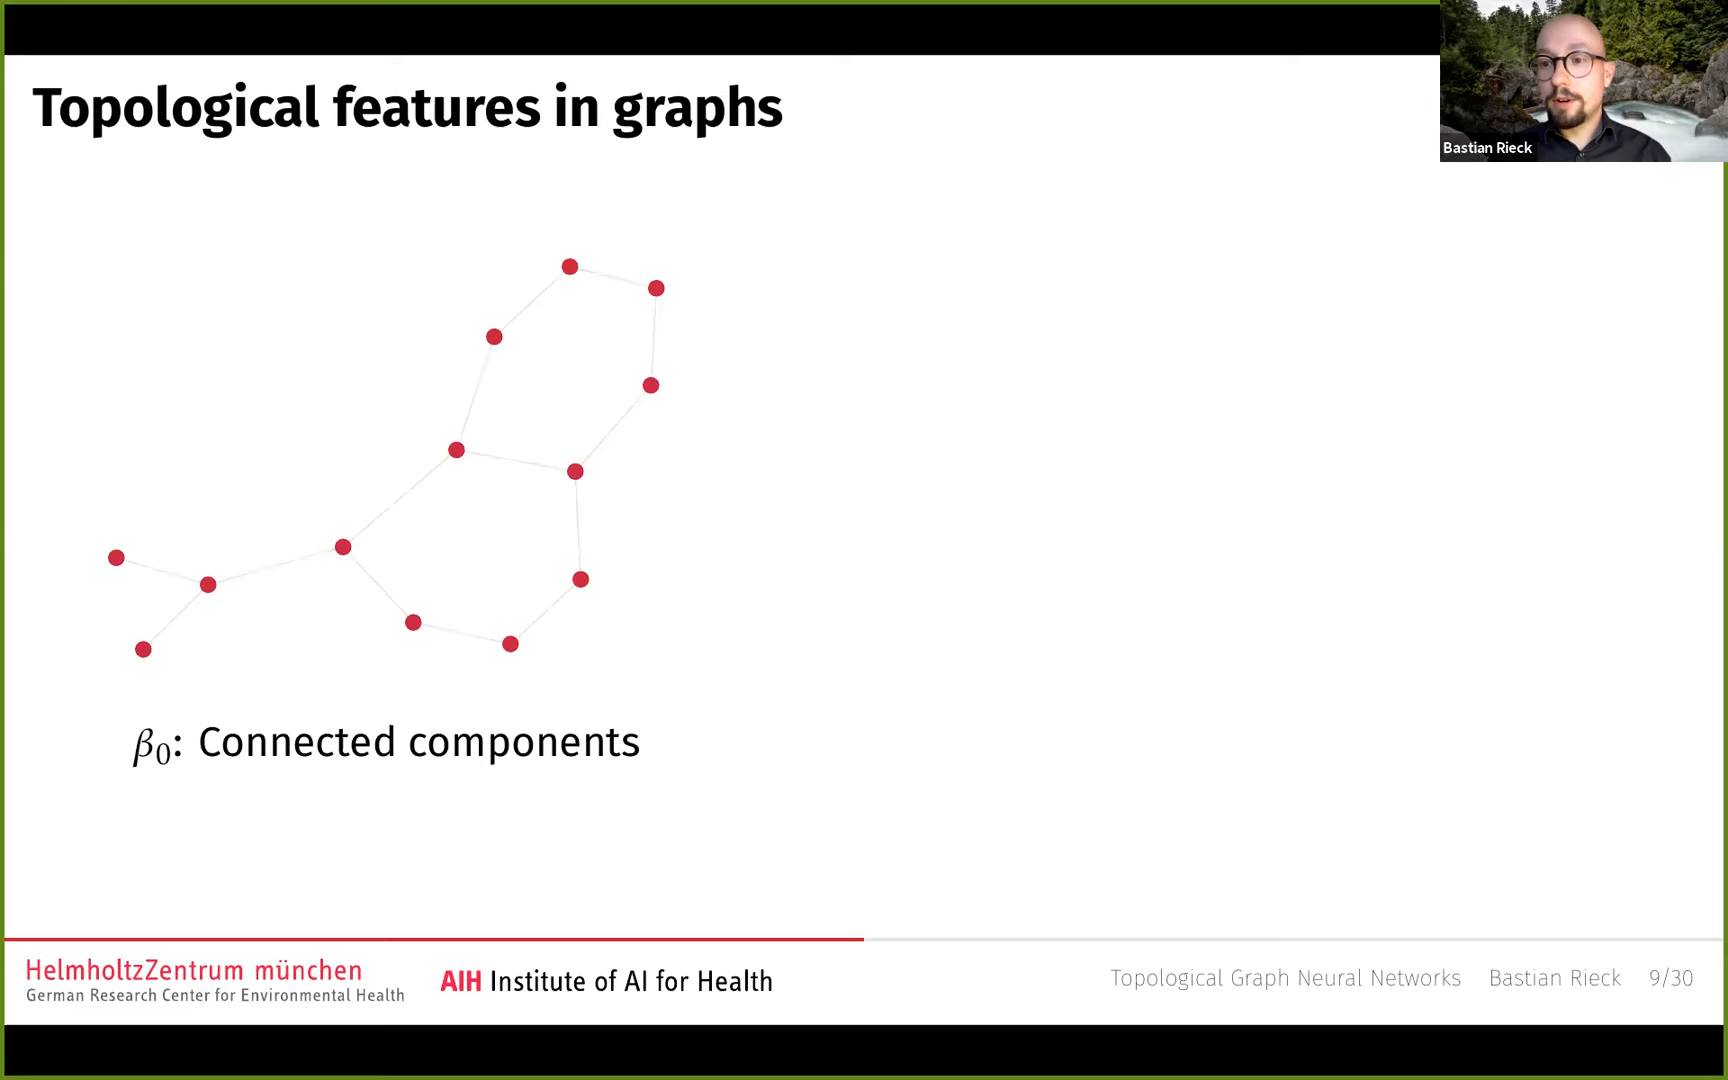 Topological features in graphs
Bastian Rieck
β₀: Connected components
HelmholtzZentrum münchen
German Research Center for Environmental Health
AIH Institute of AI for Health
Topological Graph Neural Networks Bastian Rieck 9/30